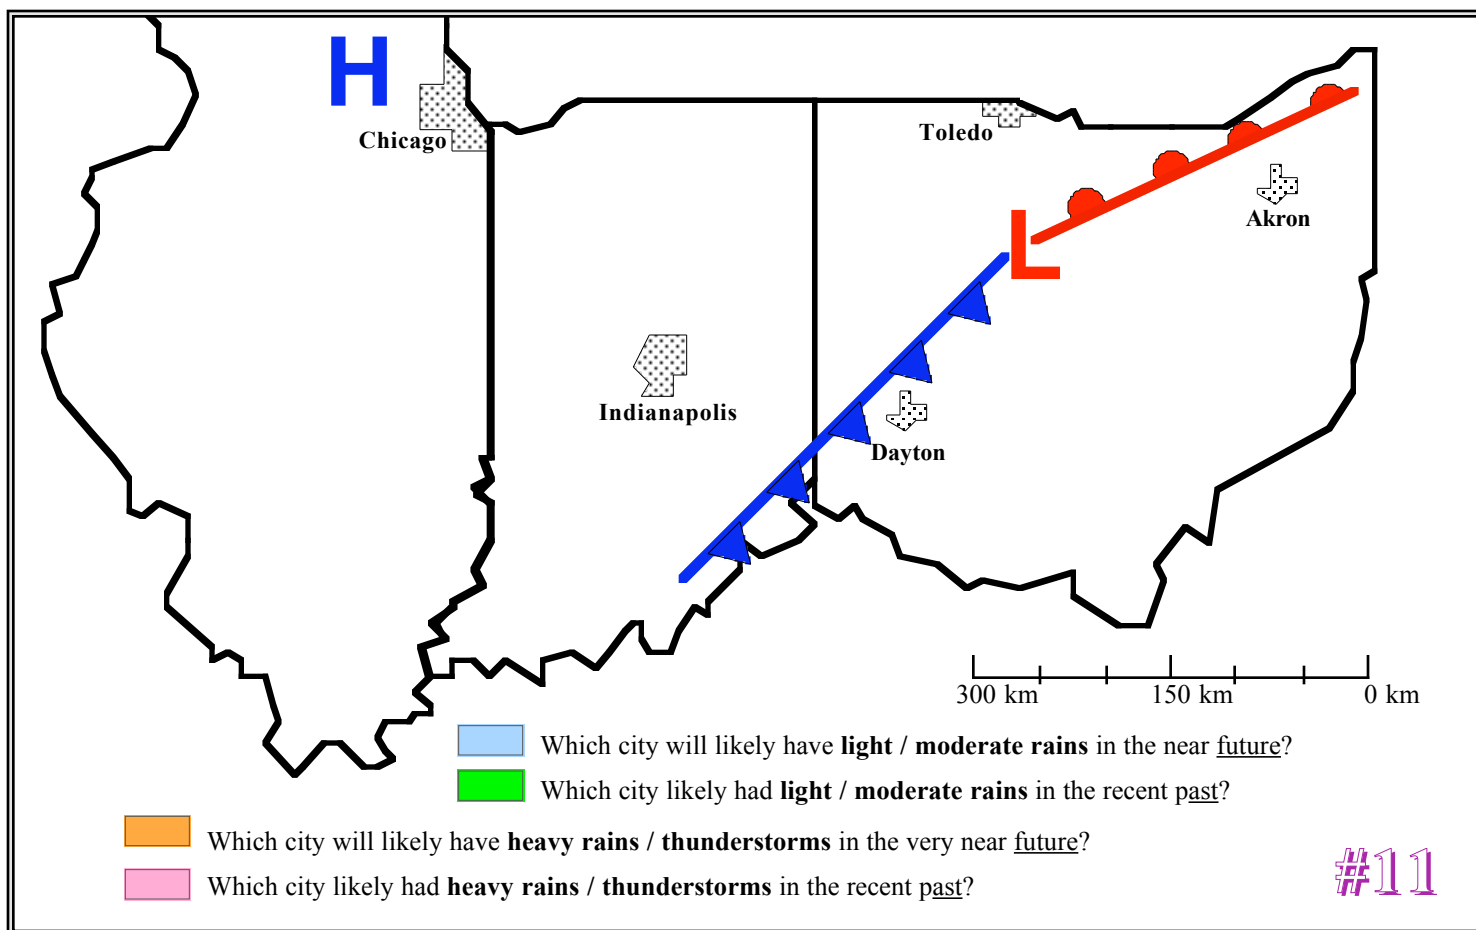 H
Chicago
Toledo
Akron
L
Indianapolis
Dayton
300 km 150 km 0 km
Which city will likely have light / moderate rains in the near future?
Which city likely had light / moderate rains in the recent past?
Which city will likely have heavy rains / thunderstorms in the very near future?
Which city likely had heavy rains / thunderstorms in the recent past?
#11